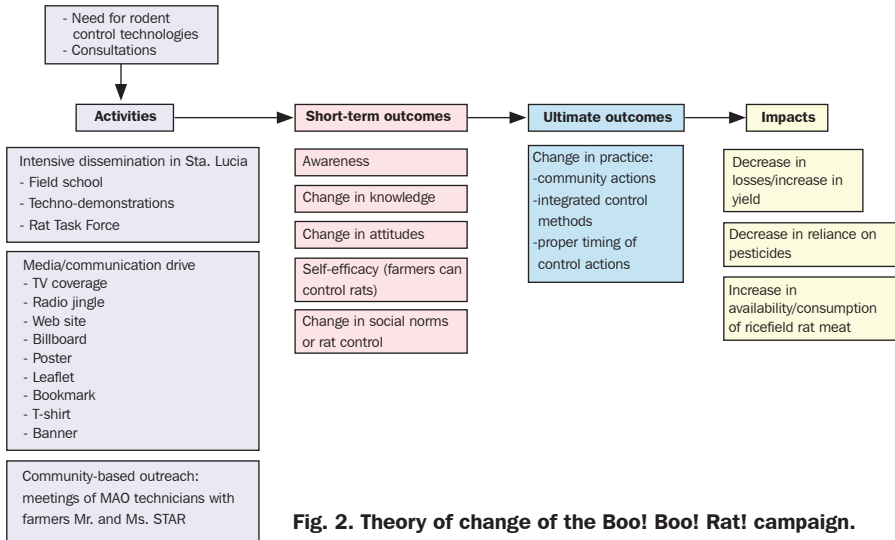 - Need for rodent
control technologies
- Consultations
Activities
Short-term outcomes
Ultimate outcomes
Impacts
Intensive dissemination in Sta. Lucia
- Field school
- Techno-demonstrations
- Rat Task Force
Media/communication drive
- TV coverage
- Radio jingle
- Web site
- Billboard
- Poster
- Leaflet
- Bookmark
- T-shirt
- Banner
Community-based outreach:
meetings of MAO technicians with
farmers Mr. and Ms. STAR
Awareness
Change in knowledge
Change in attitudes
Self-efficacy (farmers can
control rats)
Change in social norms
or rat control
Change in practice:
-community actions
-integrated control
methods
-proper timing of
control actions
Decrease in
losses/increase in
yield
Decrease in reliance on
pesticides
Increase in
availability/consumption
of ricefield rat meat
Fig. 2. Theory of change of the Boo! Boo! Rat! campaign.